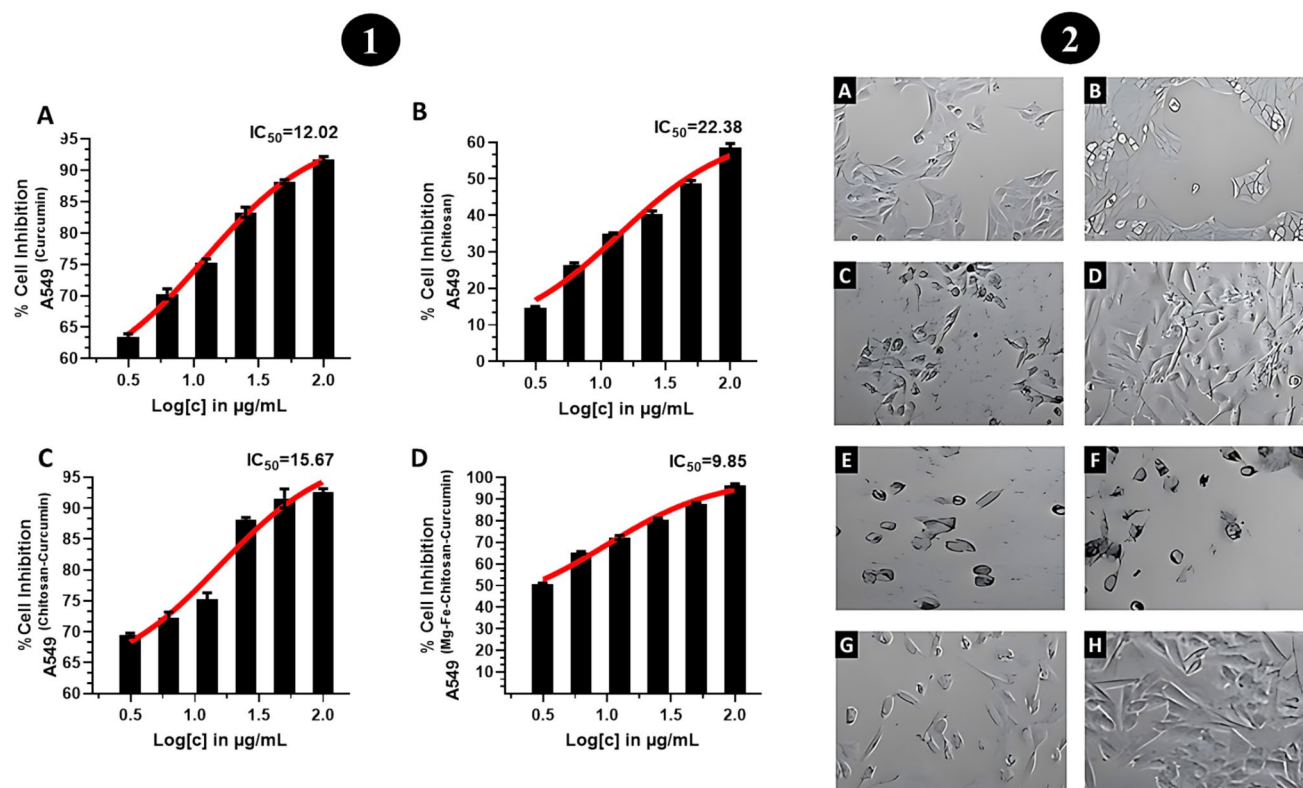 1
2
A
IC50=12.02
95
90
85
80
75
70
65
60
% Cell Inhibition
A549 (Curcumin)
0.5 1.0 1.5 2.0
Log[c] in µg/mL
B
IC50=22.38
60
50
40
30
20
10
0
% Cell Inhibition
A549 (Chitosan)
0.5 1.0 1.5 2.0
Log[c] in µg/mL
C
IC50=15.67
95
90
85
80
75
70
65
60
% Cell Inhibition
A549 (Chitosan-Curcumin)
0.5 1.0 1.5 2.0
Log[c] in µg/mL
D
IC50=9.85
100
90
80
70
60
50
40
30
20
10
% Cell Inhibition
A549 (Mg-Fe-Chitosan-Curcumin)
0.5 1.0 1.5 2.0
Log[c] in µg/mL
A
B
C
D
E
F
G
H